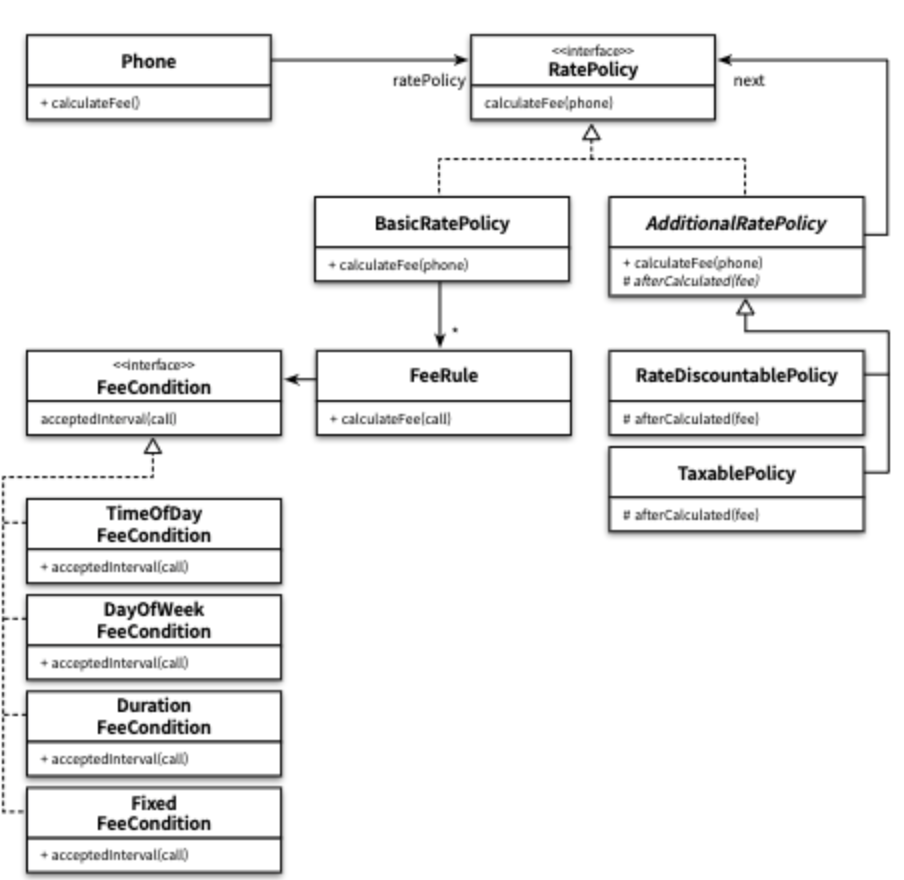 Phone
+ calculateFee()
ratePolicy
<<interface>>
RatePolicy
calculateFee(phone)
next
BasicRatePolicy
+ calculateFee(phone)
*
AdditionalRatePolicy
+ calculateFee(phone)
# afterCalculated(fee)
<<interface>>
FeeCondition
acceptedInterval(call)
FeeRule
+ calculateFee(call)
RateDiscountablePolicy
# afterCalculated(fee)
TaxablePolicy
# afterCalculated(fee)
TimeOfDay
FeeCondition
+ acceptedInterval(call)
DayOfWeek
FeeCondition
+ acceptedInterval(call)
Duration
FeeCondition
+ acceptedInterval(call)
Fixed
FeeCondition
+ acceptedInterval(call)